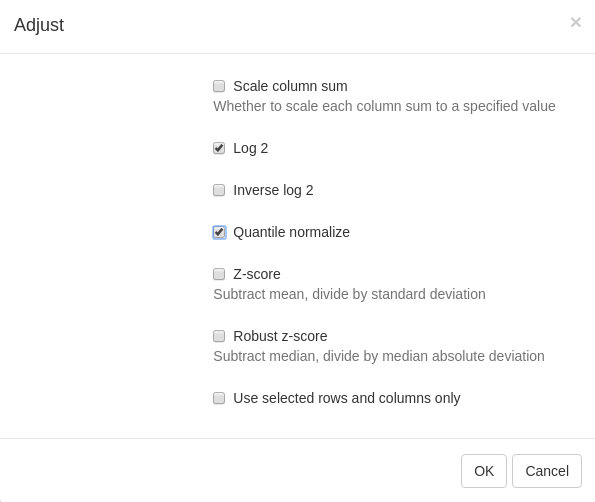 Adjust
×
Scale column sum
Whether to scale each column sum to a specified value
Log 2
Inverse log 2
Quantile normalize
Z-score
Subtract mean, divide by standard deviation
Robust z-score
Subtract median, divide by median absolute deviation
Use selected rows and columns only
OK Cancel